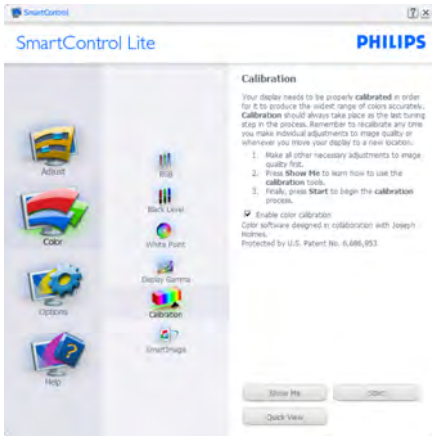 SmartControl
SmartControl Lite
PHILIPS
Adjust
Color
Options
Help
RGB
Black Level
White Point
Display Gamma
Calibration
SmartImage
Calibration
Your display needs to be properly calibrated in order
for it to produce the widest range of colors accurately.
Calibration should always take place as the last tuning
step in the process. Remember to recalibrate any time
you make individual adjustments to image quality or
whenever you move your display to a new location.
1. Make all other necessary adjustments to image
quality first.
2. Press Show Me to learn how to use the
calibration tools.
3. Finally, press Start to begin the calibration
process.
Enable color calibration
Color software designed in collaboration with Joseph
Holmes.
Protected by U.S. Patent No. 6,686,953
Show Me
Start
Quick View